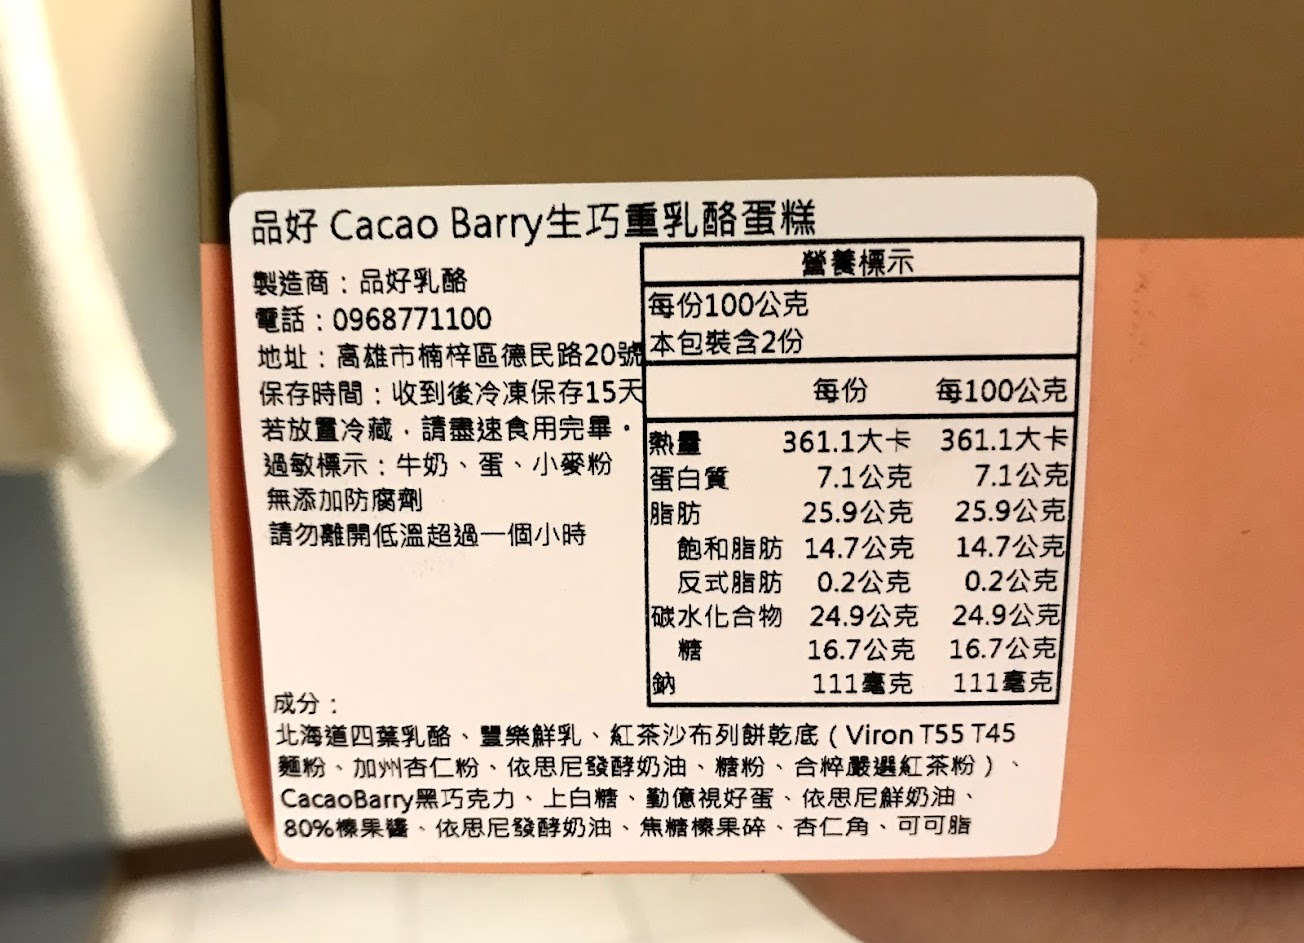 品好 Cacao Barry生巧重乳酪蛋糕
製造商：品好乳酪
電話：0968771100
地址：高雄市楠梓區德民路20號
保存時間：收到後冷凍保存15天
若放置冷藏，請盡速食用完畢。
過敏標示：牛奶、蛋、小麥粉
無添加防腐劑
請勿離開低溫超過一個小時
營養標示
每份100公克
本包裝含2份
每份 每100公克
熱量 361.1大卡 361.1大卡
蛋白質 7.1公克 7.1公克
脂肪 25.9公克 25.9公克
飽和脂肪 14.7公克 14.7公克
反式脂肪 0.2公克 0.2公克
碳水化合物 24.9公克 24.9公克
糖 16.7公克 16.7公克
鈉 111毫克 111毫克
成分：
北海道四葉乳酪、豐樂鮮乳、紅茶沙布列餅乾底（Viron T55 T45
麵粉、加州杏仁粉、依思尼發酵奶油、糖粉、合粹嚴選紅茶粉）、
CacaoBarry黑巧克力、上白糖、勤億視好蛋、依思尼鮮奶油、
80%榛果醬、依思尼發酵奶油、焦糖榛果碎、杏仁角、可可脂